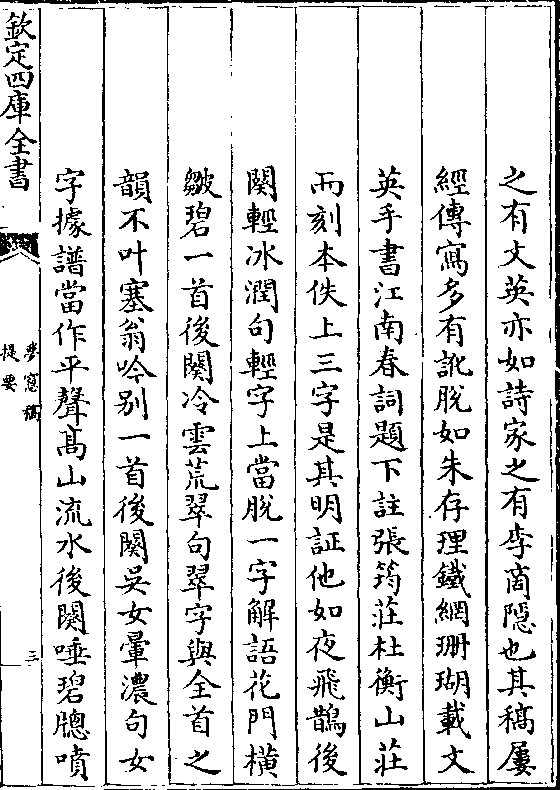 之有文英亦如詩家之有李商隱也其稿屢
經傳寫多有訛脫如朱存理鐵網珊瑚載文
英手書江南春詞題下註張筠莊杜衡山莊
而刻本佚上三字是其明証他如夜飛鵲後
闋輕冰潤句輕字上當脫一字解語花門橫
皺碧一首後闋冷雲荒翠句翠字與全首之
韻不叶塞翁吟别一首後闋吳女暈濃句女
字據譜當作平聲髙山流水後闋唾碧牕噴
欽定四庫全書
夢窻稿
提要
三